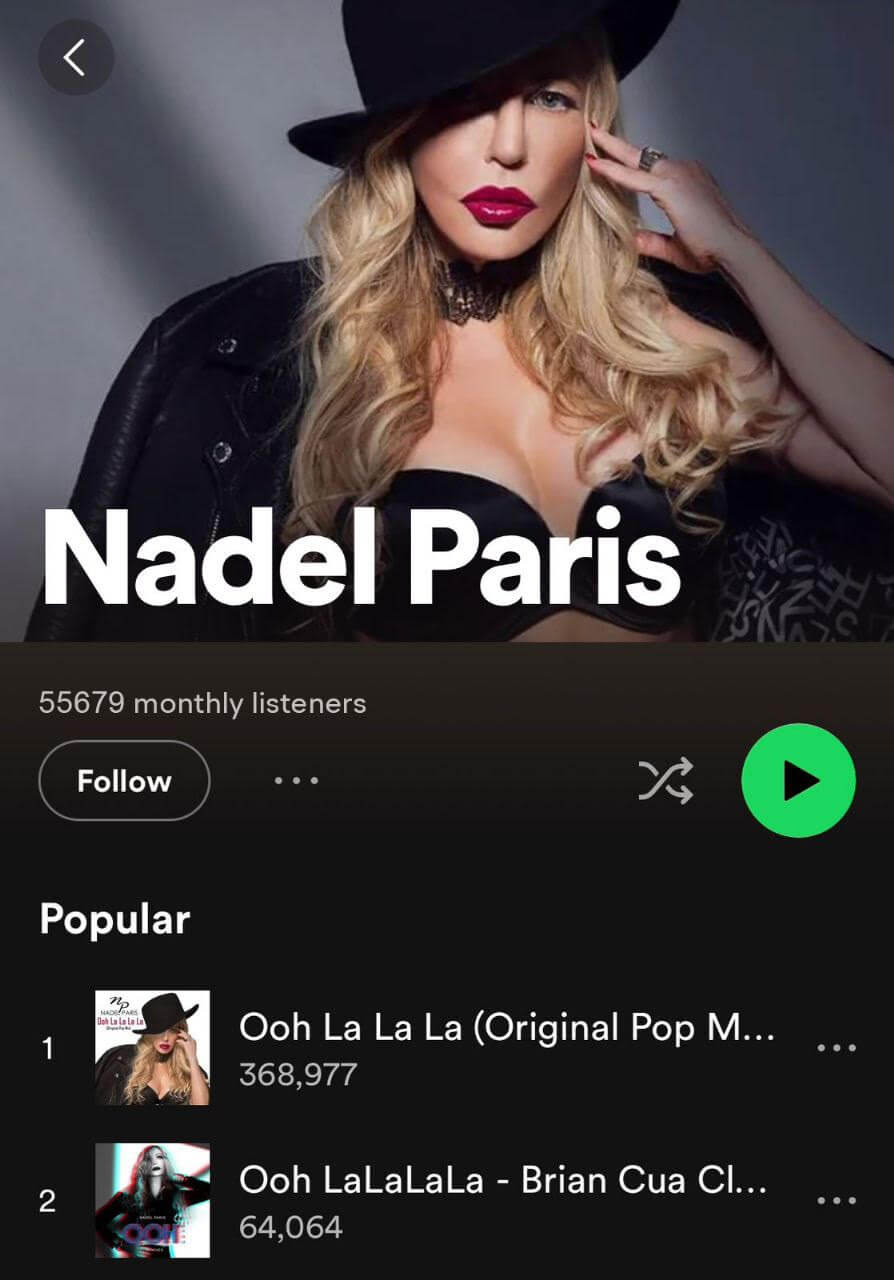 Nadel Paris
55679 monthly listeners
Follow
Popular
1
NP
NADEL PARIS
Ooh La La La La
Ooh La La La (Original Pop M...
368,977
2
NADEL PARIS
OOH
Ooh LaLaLaLa - Brian Cua Cl...
64,064